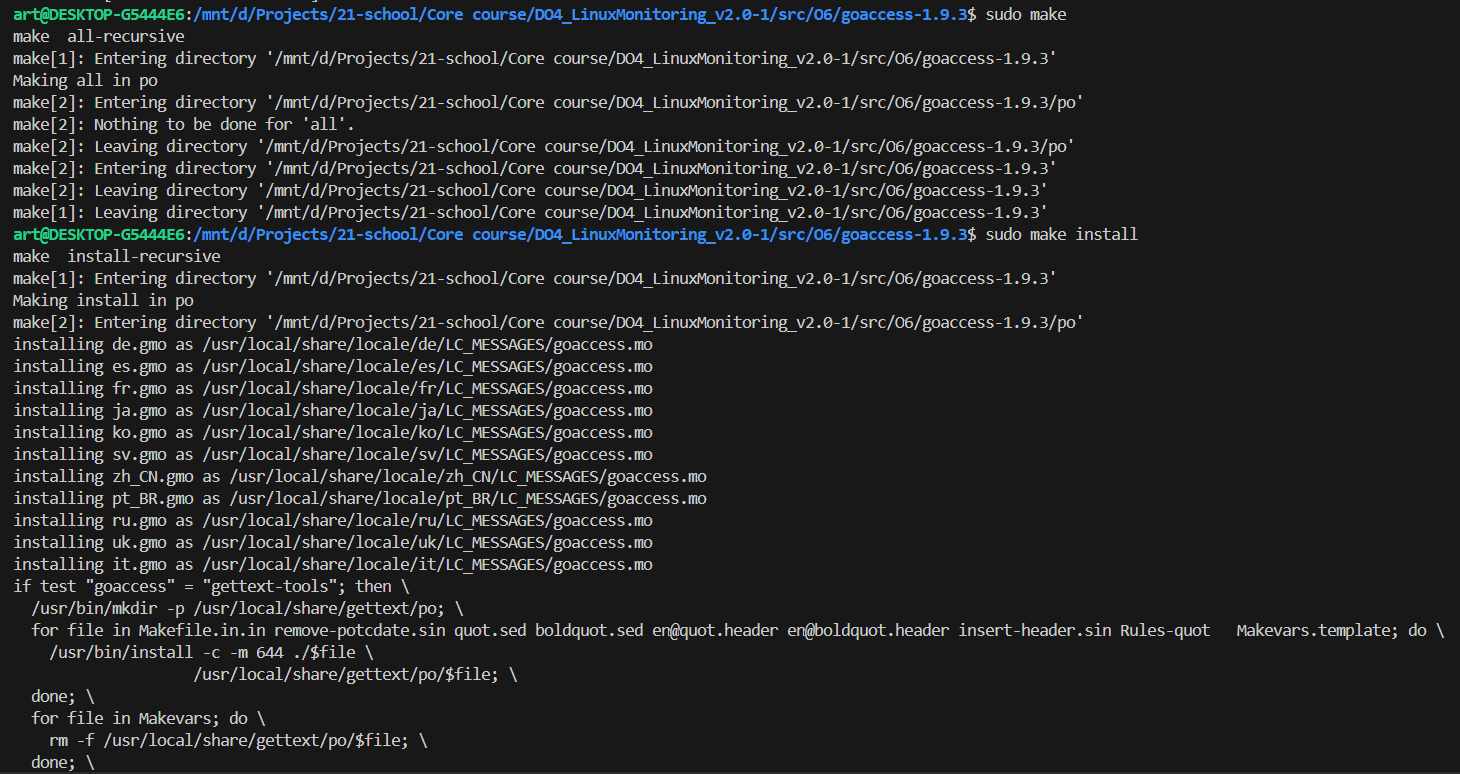 art@DESKTOP-G5444E6:/mnt/d/Projects/21-school/Core course/DO4_LinuxMonitoring_v2.0-1/src/O6/goaccess-1.9.3$ sudo make
make  all-recursive
make[1]: Entering directory '/mnt/d/Projects/21-school/Core course/DO4_LinuxMonitoring_v2.0-1/src/O6/goaccess-1.9.3'
Making all in po
make[2]: Entering directory '/mnt/d/Projects/21-school/Core course/DO4_LinuxMonitoring_v2.0-1/src/O6/goaccess-1.9.3/po'
make[2]: Nothing to be done for 'all'.
make[2]: Leaving directory '/mnt/d/Projects/21-school/Core course/DO4_LinuxMonitoring_v2.0-1/src/O6/goaccess-1.9.3/po'
make[2]: Entering directory '/mnt/d/Projects/21-school/Core course/DO4_LinuxMonitoring_v2.0-1/src/O6/goaccess-1.9.3'
make[2]: Leaving directory '/mnt/d/Projects/21-school/Core course/DO4_LinuxMonitoring_v2.0-1/src/O6/goaccess-1.9.3'
make[1]: Leaving directory '/mnt/d/Projects/21-school/Core course/DO4_LinuxMonitoring_v2.0-1/src/O6/goaccess-1.9.3'
art@DESKTOP-G5444E6:/mnt/d/Projects/21-school/Core course/DO4_LinuxMonitoring_v2.0-1/src/O6/goaccess-1.9.3$ sudo make install
make  install-recursive
make[1]: Entering directory '/mnt/d/Projects/21-school/Core course/DO4_LinuxMonitoring_v2.0-1/src/O6/goaccess-1.9.3'
Making install in po
make[2]: Entering directory '/mnt/d/Projects/21-school/Core course/DO4_LinuxMonitoring_v2.0-1/src/O6/goaccess-1.9.3/po'
installing de.gmo as /usr/local/share/locale/de/LC_MESSAGES/goaccess.mo
installing es.gmo as /usr/local/share/locale/es/LC_MESSAGES/goaccess.mo
installing fr.gmo as /usr/local/share/locale/fr/LC_MESSAGES/goaccess.mo
installing ja.gmo as /usr/local/share/locale/ja/LC_MESSAGES/goaccess.mo
installing ko.gmo as /usr/local/share/locale/ko/LC_MESSAGES/goaccess.mo
installing sv.gmo as /usr/local/share/locale/sv/LC_MESSAGES/goaccess.mo
installing zh_CN.gmo as /usr/local/share/locale/zh_CN/LC_MESSAGES/goaccess.mo
installing pt_BR.gmo as /usr/local/share/locale/pt_BR/LC_MESSAGES/goaccess.mo
installing ru.gmo as /usr/local/share/locale/ru/LC_MESSAGES/goaccess.mo
installing uk.gmo as /usr/local/share/locale/uk/LC_MESSAGES/goaccess.mo
installing it.gmo as /usr/local/share/locale/it/LC_MESSAGES/goaccess.mo
if test "goaccess" = "gettext-tools"; then \
  /usr/bin/mkdir -p /usr/local/share/gettext/po; \
  for file in Makefile.in.in remove-potcdate.sin quot.sed boldquot.sed en@quot.header en@boldquot.header insert-header.sin Rules-quot   Makevars.template; do \
    /usr/bin/install -c -m 644 ./$file \
                    /usr/local/share/gettext/po/$file; \
  done; \
  for file in Makevars; do \
    rm -f /usr/local/share/gettext/po/$file; \
  done; \